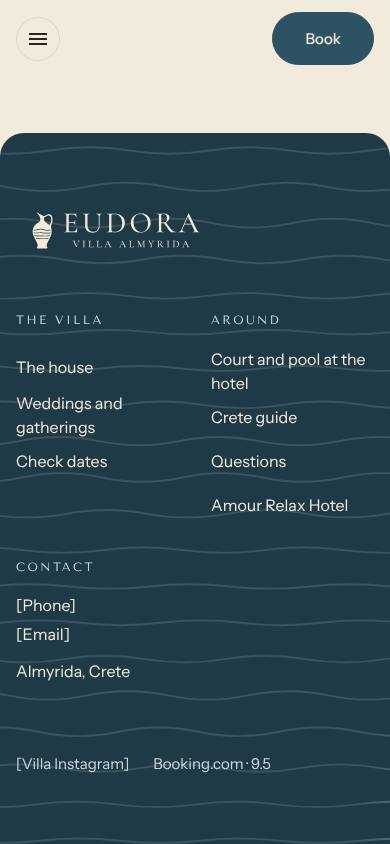 Book
EUDORA
VILLA ALMYRIDA
THE VILLA
The house
Weddings and
gatherings
Check dates
AROUND
Court and pool at the
hotel
Crete guide
Questions
Amour Relax Hotel
CONTACT
[Phone]
[Email]
Almyrida, Crete
[Villa Instagram]
Booking.com · 9.5